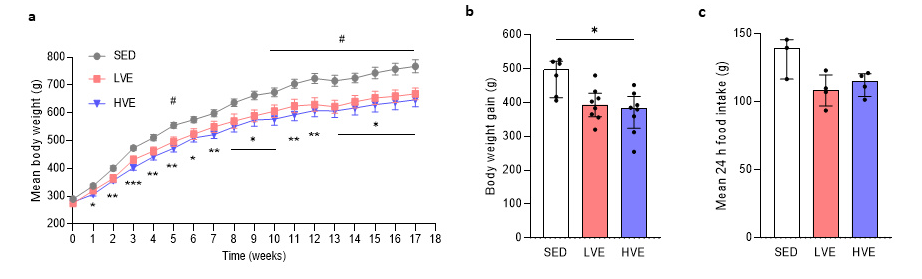 a
#
800
700
600
500
400
300
200
Mean body weight (g)
SED
LVE
HVE
#
*
**
***
**
**
*
**
*
**
**
*
0 1 2 3 4 5 6 7 8 9 10 11 12 13 14 15 16 17 18
Time (weeks)
b
*
600
500
400
300
200
100
0
Body weight gain (g)
SED LVE HVE
c
150
100
50
0
Mean 24 h food intake (g)
SED LVE HVE